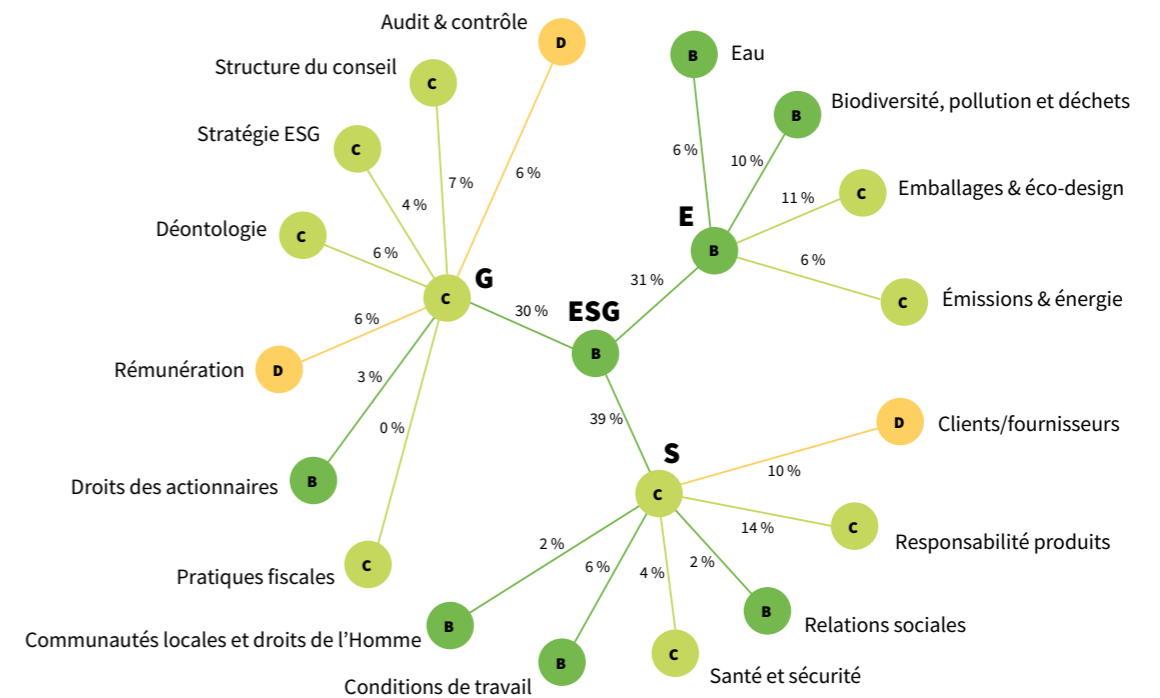 Audit & contrôle
D
Structure du conseil
C
Stratégie ESG
C
Déontologie
C
Rémunération
D
Droits des actionnaires
B
Pratiques fiscales
C
G
C
6 %
7 %
4 %
6 %
6 %
3 %
0 %
30 %
ESG
B
31 %
39 %
E
B
Eau
B
6 %
Biodiversité, pollution et déchets
B
10 %
Emballages & éco-design
C
11 %
Émissions & énergie
C
6 %
S
C
Clients/fournisseurs
D
10 %
Responsabilité produits
C
14 %
Relations sociales
B
2 %
Santé et sécurité
C
4 %
Conditions de travail
B
6 %
Communautés locales et droits de l’Homme
B
2 %